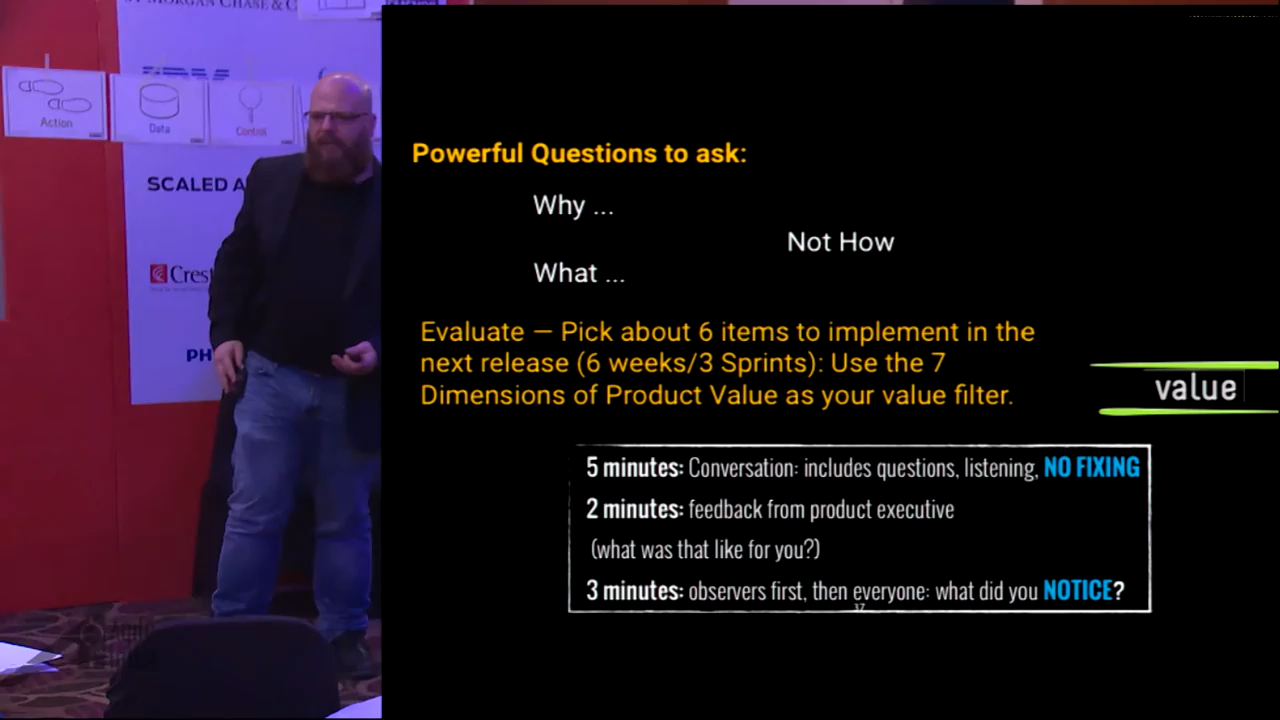 MORGAN CHASE & C
Action
Data
Control
SCALED A
Crest
PH
Powerful Questions to ask:
Why ...
Not How
What ...
Evaluate — Pick about 6 items to implement in the
next release (6 weeks/3 Sprints): Use the 7
Dimensions of Product Value as your value filter.
value
5 minutes: Conversation: includes questions, listening, NO FIXING
2 minutes: feedback from product executive
(what was that like for you?)
3 minutes: observers first, then everyone: what did you NOTICE?
37